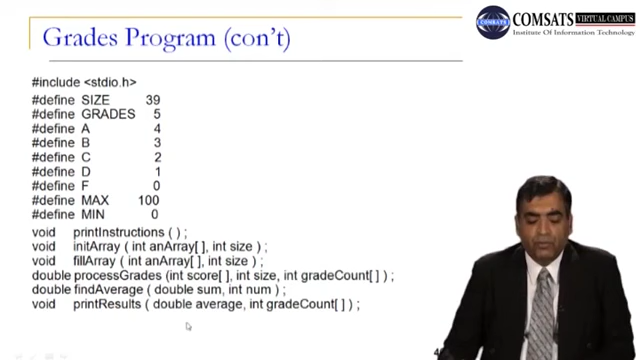 Grades Program (con't)
COMSATS VIRTUAL CAMPUS
Institute Of Information Technology
#include <stdio.h>
#define SIZE 39
#define GRADES 5
#define A 4
#define B 3
#define C 2
#define D 1
#define F 0
#define MAX 100
#define MIN 0
void printInstructions ( ) ;
void initArray ( int anArray[ ], int size ) ;
void fillArray ( int anArray[ ], int size ) ;
double processGrades (int score[ ], int size, int gradeCount[ ] ) ;
double findAverage ( double sum, int num ) ;
void printResults ( double average, int gradeCount[ ] ) ;